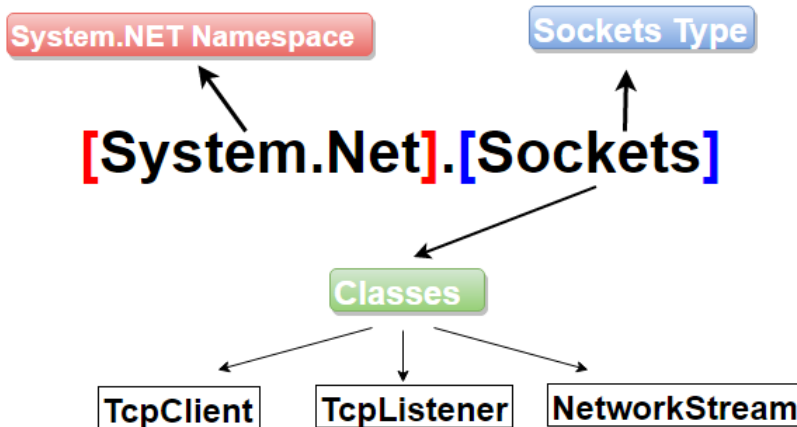 System.NET Namespace
Sockets Type
[System.Net].[Sockets]
Classes
TcpClient
TcpListener
NetworkStream